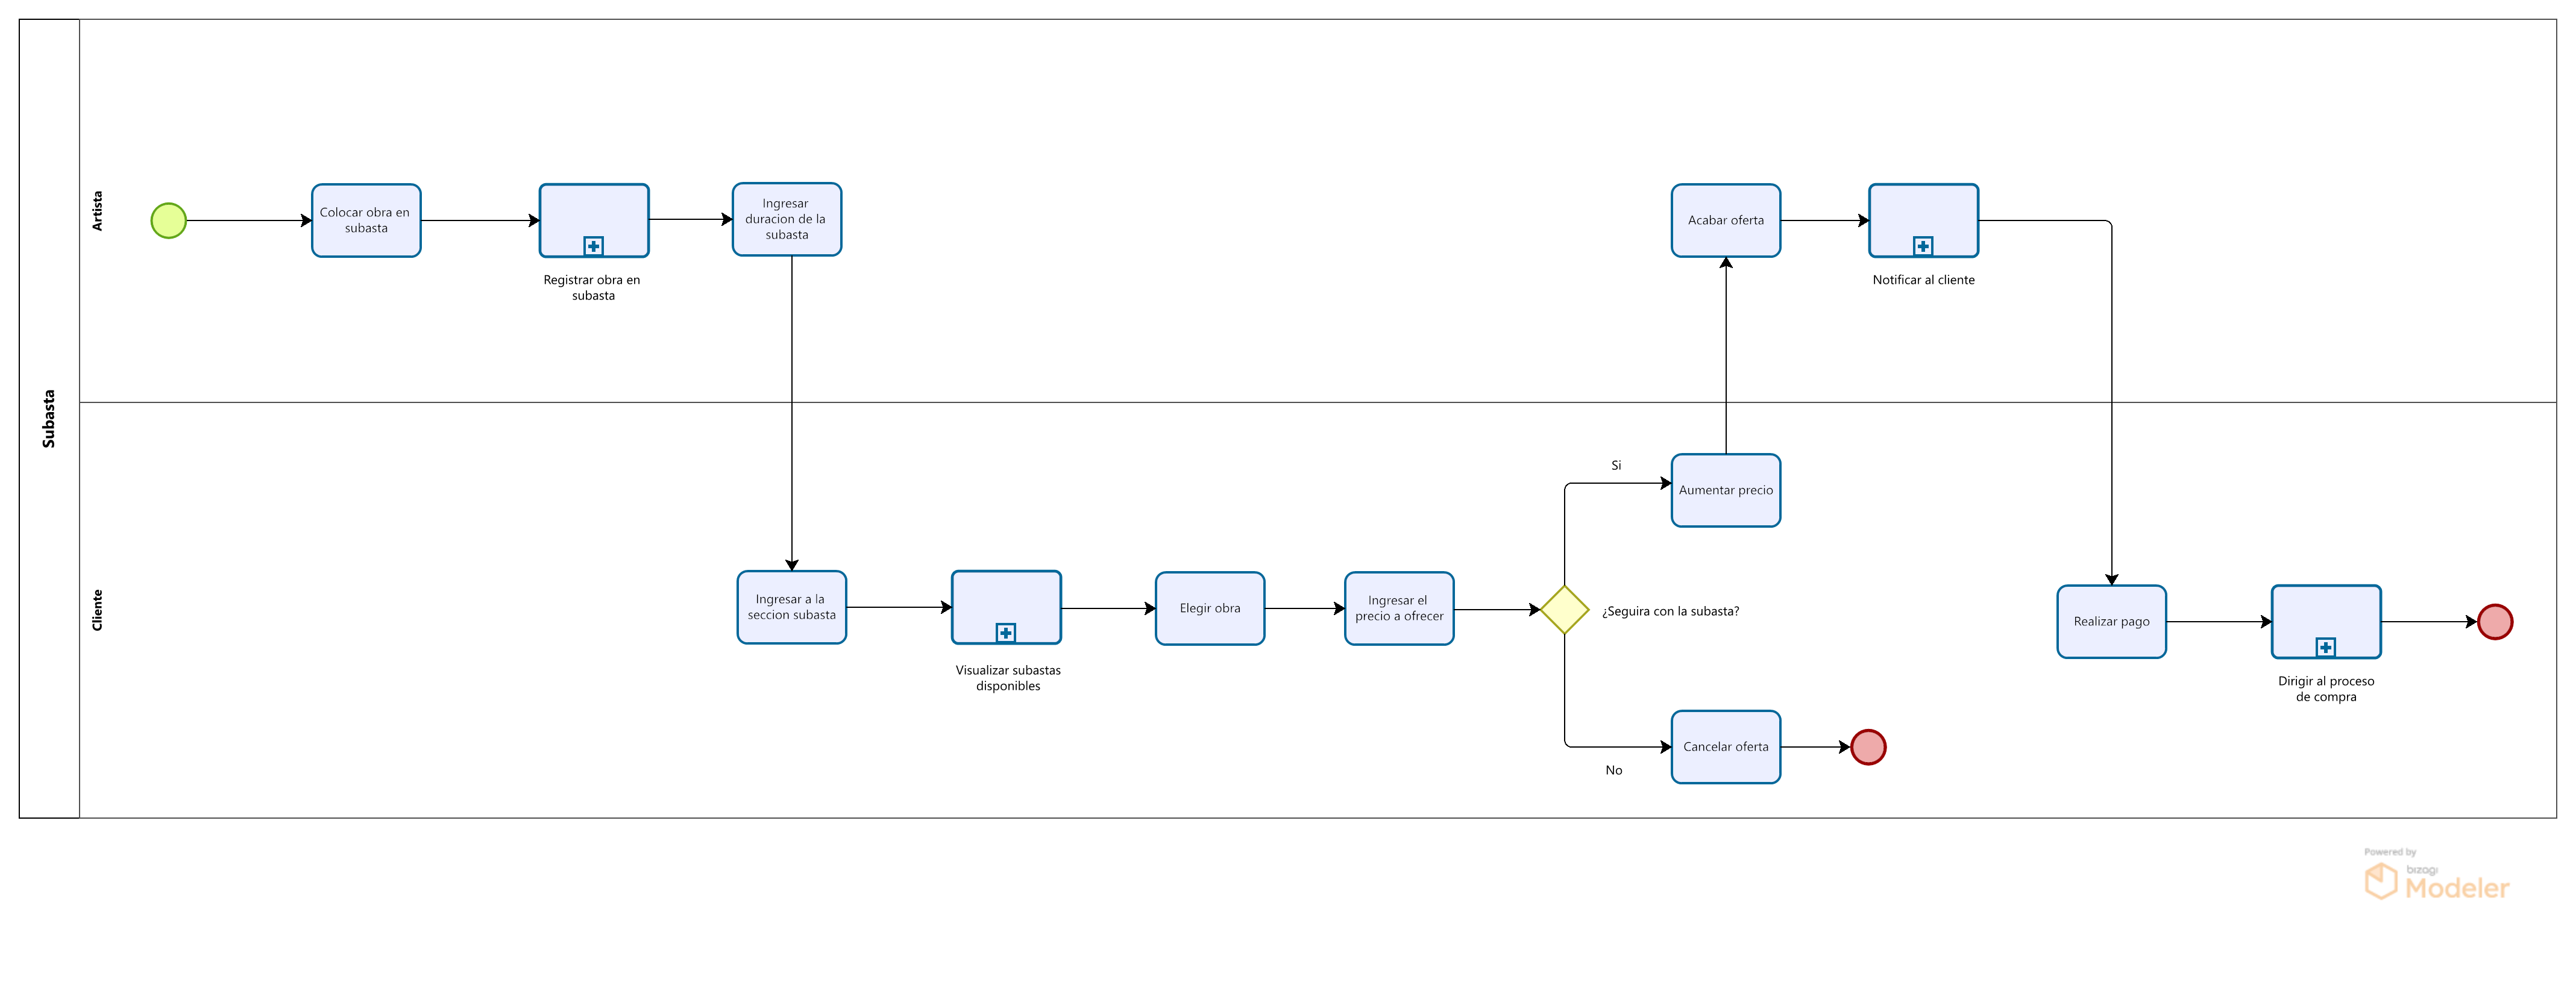 Subasta
Artista
Colocar obra en
subasta
Registrar obra en
subasta
Ingresar
duracion de la
subasta
Acabar oferta
Notificar al cliente
Cliente
Ingresar a la
seccion subasta
Visualizar subastas
disponibles
Elegir obra
Ingresar el
precio a ofrecer
¿Seguira con la subasta?
Si
Aumentar precio
No
Cancelar oferta
Realizar pago
Dirigir al proceso
de compra
Powered by
bizagi
Modeler